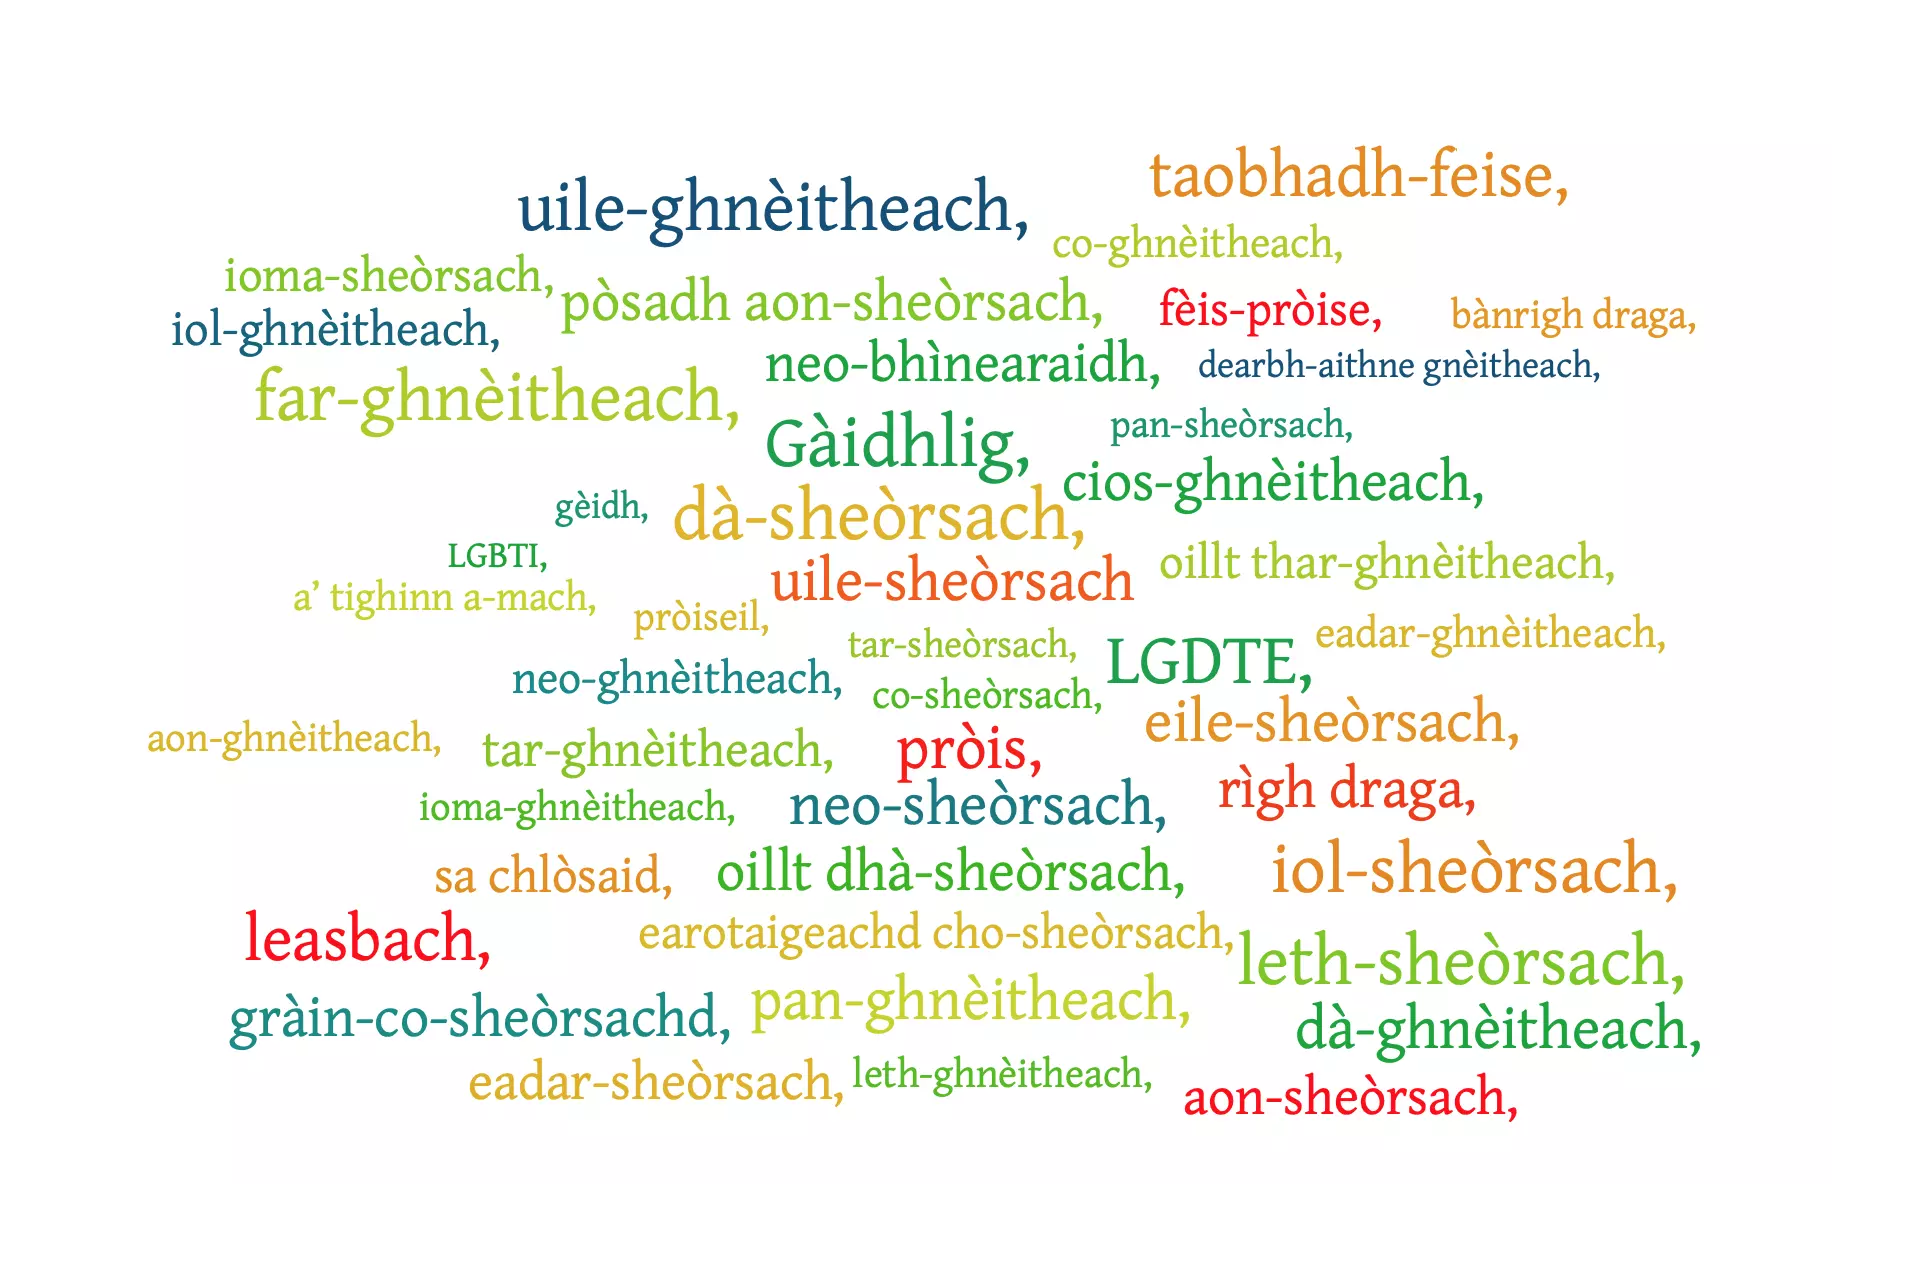 taobhadh-feise,
uile-ghnèitheach,
co-ghnèitheach,
ioma-sheòrsach,
pòsadh aon-sheòrsach,
fèis-pròise,
bànrigh draga,
iol-ghnèitheach,
neo-bhìnearaidh,
dearbh-aithne gnèitheach,
far-ghnèitheach,
Gàidhlig,
pan-sheòrsach,
cios-ghnèitheach,
gèidh,
dà-sheòrsach,
LGBTI,
uile-sheòrsach
oillt thar-ghnèitheach,
a’ tighinn a-mach,
pròiseil,
tar-sheòrsach,
LGDTE,
eadar-ghnèitheach,
neo-ghnèitheach,
co-sheòrsach,
eile-sheòrsach,
aon-ghnèitheach,
tar-ghnèitheach,
pròis,
rìgh draga,
ioma-ghnèitheach,
neo-sheòrsach,
sa chlòsaid,
oillt dhà-sheòrsach,
iol-sheòrsach,
leasbach,
earotaigeachd cho-sheòrsach,
leth-sheòrsach,
gràin-co-sheòrsachd,
pan-ghnèitheach,
dà-ghnèitheach,
eadar-sheòrsach,
leth-ghnèitheach,
aon-sheòrsach,